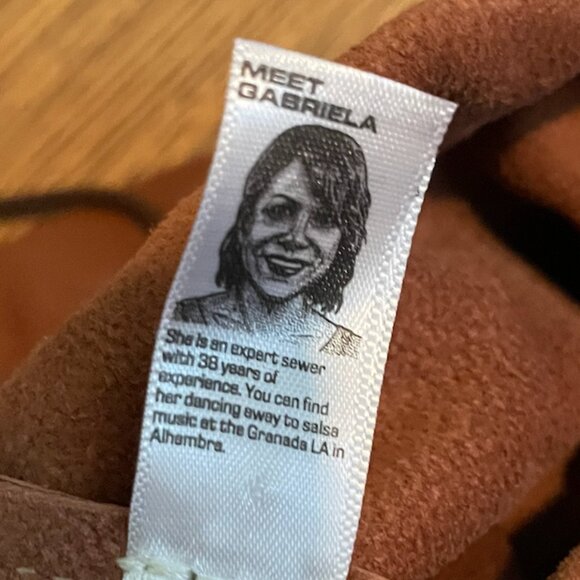 MEET
GABRIELA
She is an expert sewer
with 38 years of
experience. You can find
her dancing away to salsa
music at the Granada LA in
Alhambra.